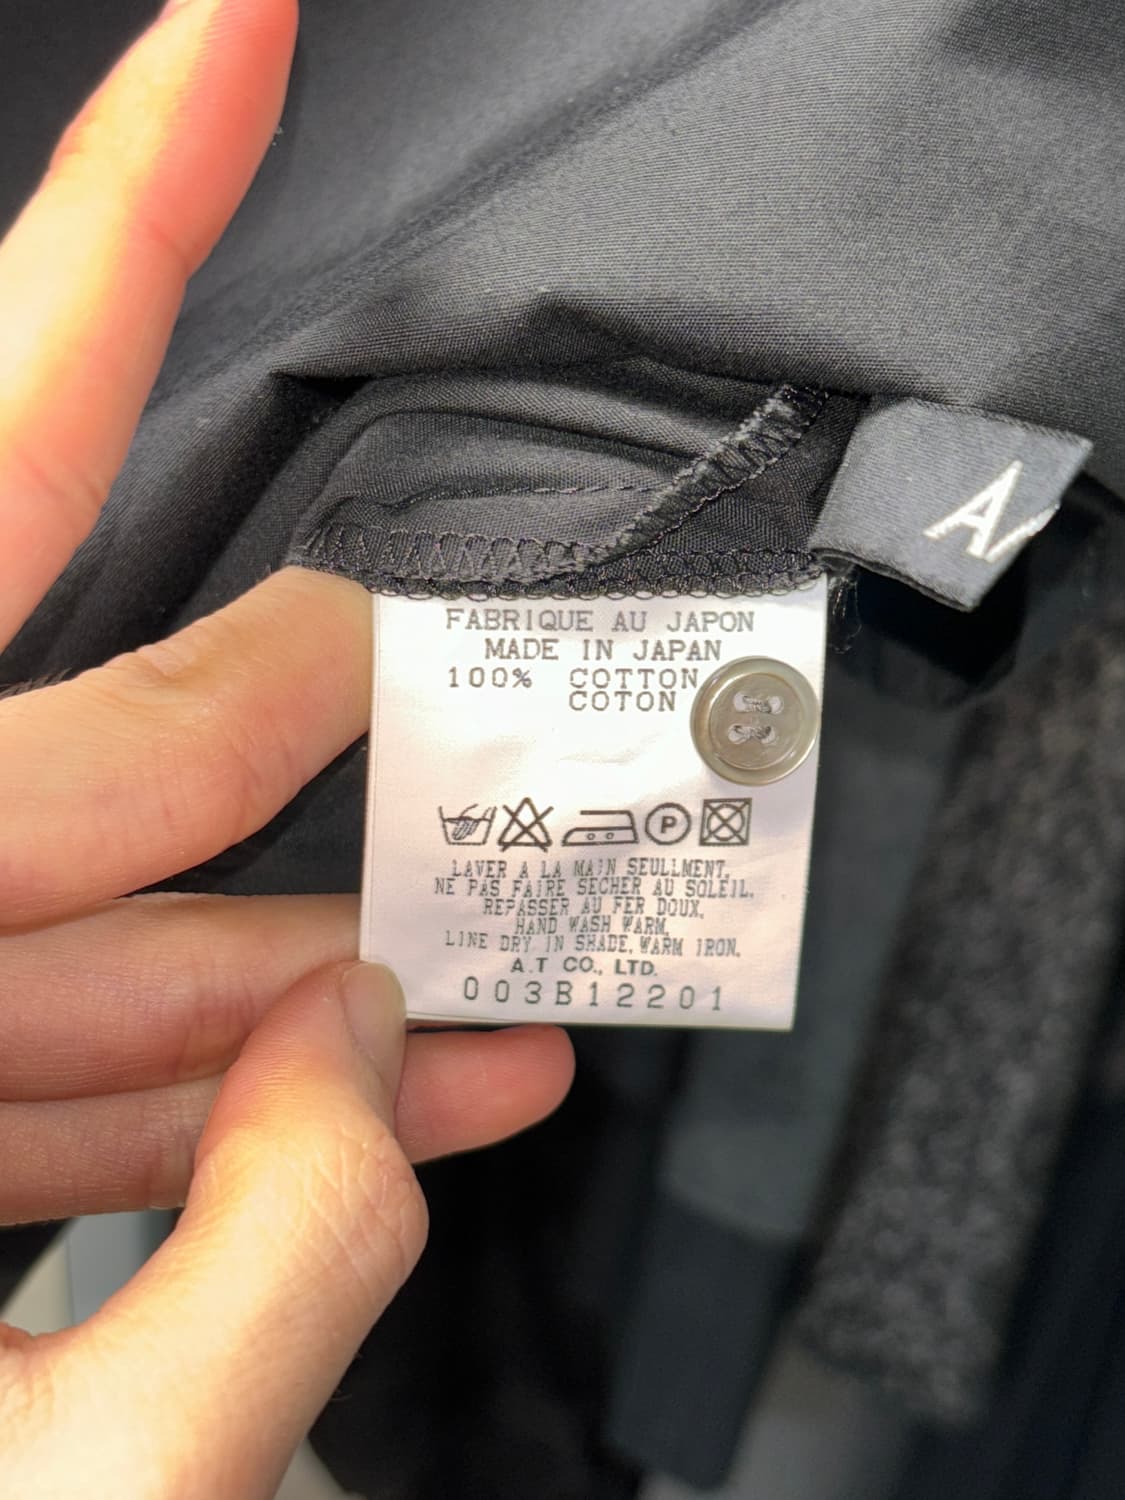 FABRIQUE AU JAPON
MADE IN JAPAN
100% COTTON
COTON
P
LAVER A LA MAIN SEULLMENT,
NE PAS FAIRE SECHER AU SOLEIL.
REPASSER AU FER DOUX.
HAND WASH WARM,
LINE DRY IN SHADE, WARM IRON.
A.T CO., LTD.
003B12201